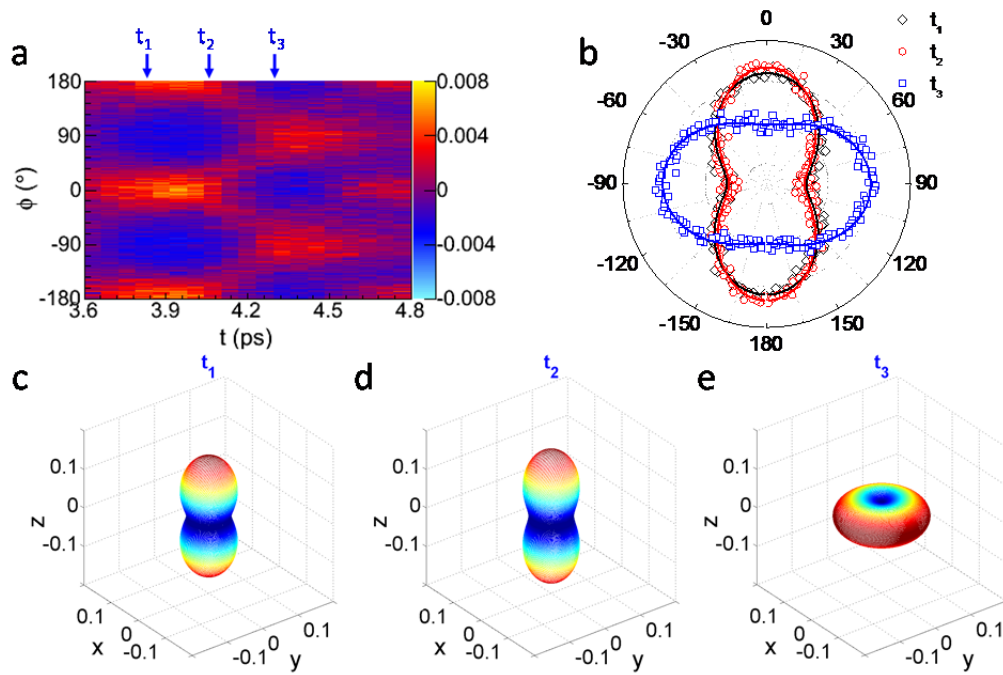 a
t1 t2 t3
ϕ (°)
180
90
0
-90
-180
3.6 3.9 4.2 4.5 4.8
t (ps)
0.008
0.004
0
-0.004
-0.008
b
0
-30 30
-60 60
-90 90
-120 120
-150 150
180
t1
t2
t3
c
t1
z
0.1
0
-0.1
0.1 0 -0.1
x
-0.1 0 0.1
y
d
t2
z
0.1
0
-0.1
0.1 0 -0.1
x
-0.1 0 0.1
y
e
t3
z
0.1
0
-0.1
0.1 0 -0.1
x
-0.1 0 0.1
y